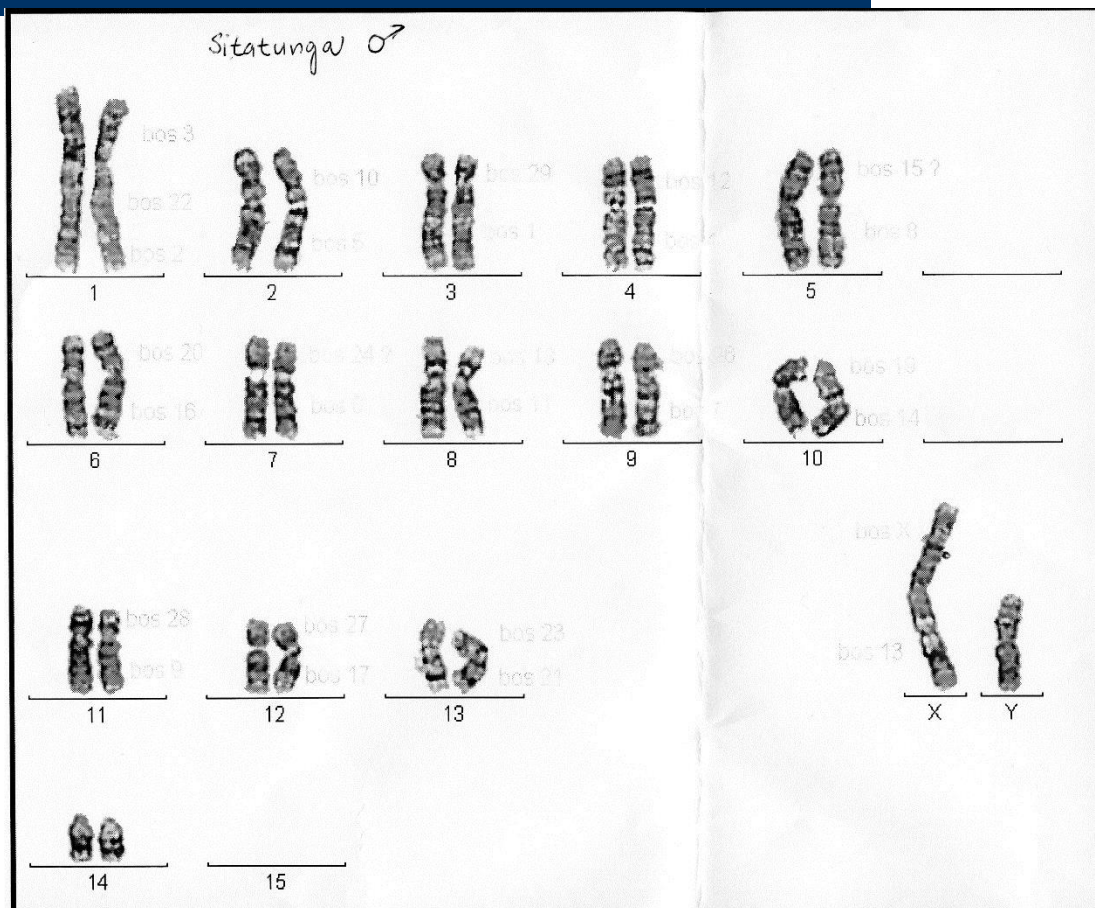 Sitatunga ♂
bos 3
bos 22
bos 2
bos 10
bos 5
bos 29
bos 1
bos 12
bos 15 ?
bos 8
1
2
3
4
5
bos 20
bos 16
bos 24 ?
bos 11
bos 26
bos 19
bos 14
6
7
8
9
10
bos X
bos 13
bos 28
bos 9
bos 27
bos 17
bos 23
bos 21
11
12
13
X
Y
14
15